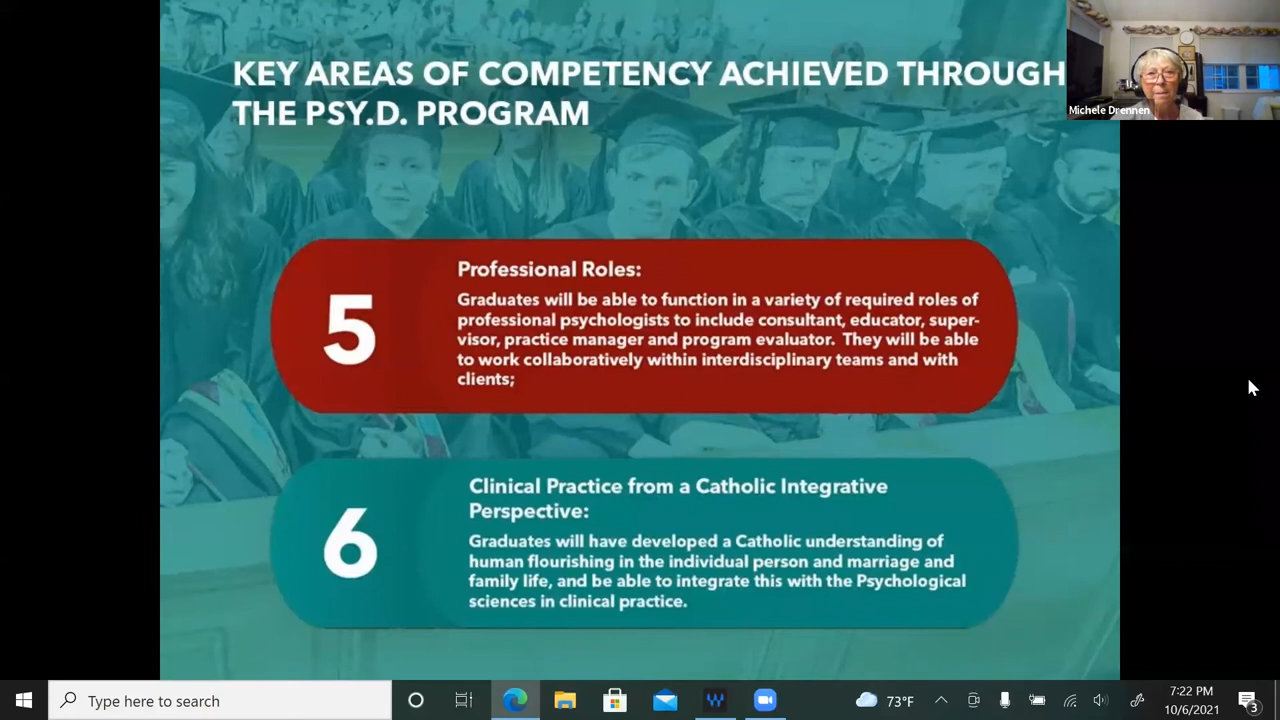 KEY AREAS OF COMPETENCY ACHIEVED THROUGH
THE PSY.D. PROGRAM
Michele Drennen
5
Professional Roles:
Graduates will be able to function in a variety of required roles of
professional psychologists to include consultant, educator, super-
visor, practice manager and program evaluator. They will be able
to work collaboratively within interdisciplinary teams and with
clients;
6
Clinical Practice from a Catholic Integrative
Perspective:
Graduates will have developed a Catholic understanding of
human flourishing in the individual person and marriage and
family life, and be able to integrate this with the Psychological
sciences in clinical practice.
Type here to search
73°F
7:22 PM
10/6/2021
3